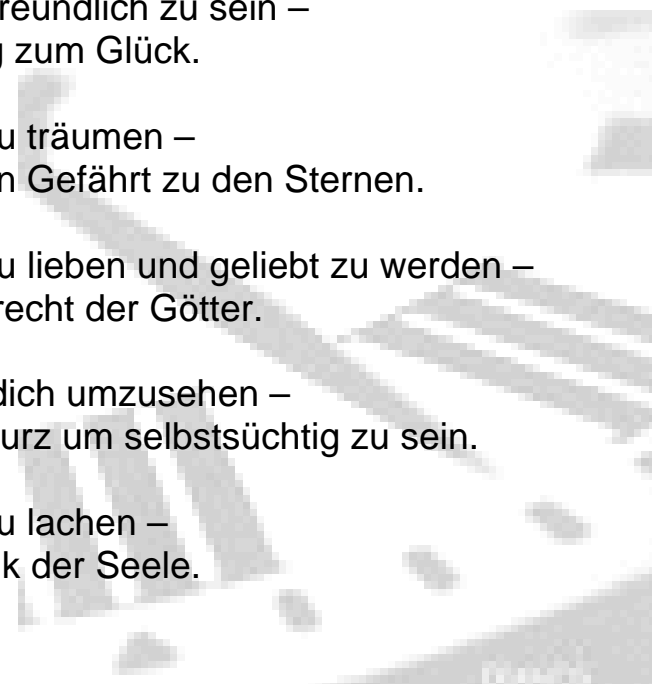 reundlich zu sein –
g zum Glück.
u träumen –
n Gefährt zu den Sternen.
u lieben und geliebt zu werden –
recht der Götter.
dich umzusehen –
urz um selbstsüchtig zu sein.
u lachen –
k der Seele.